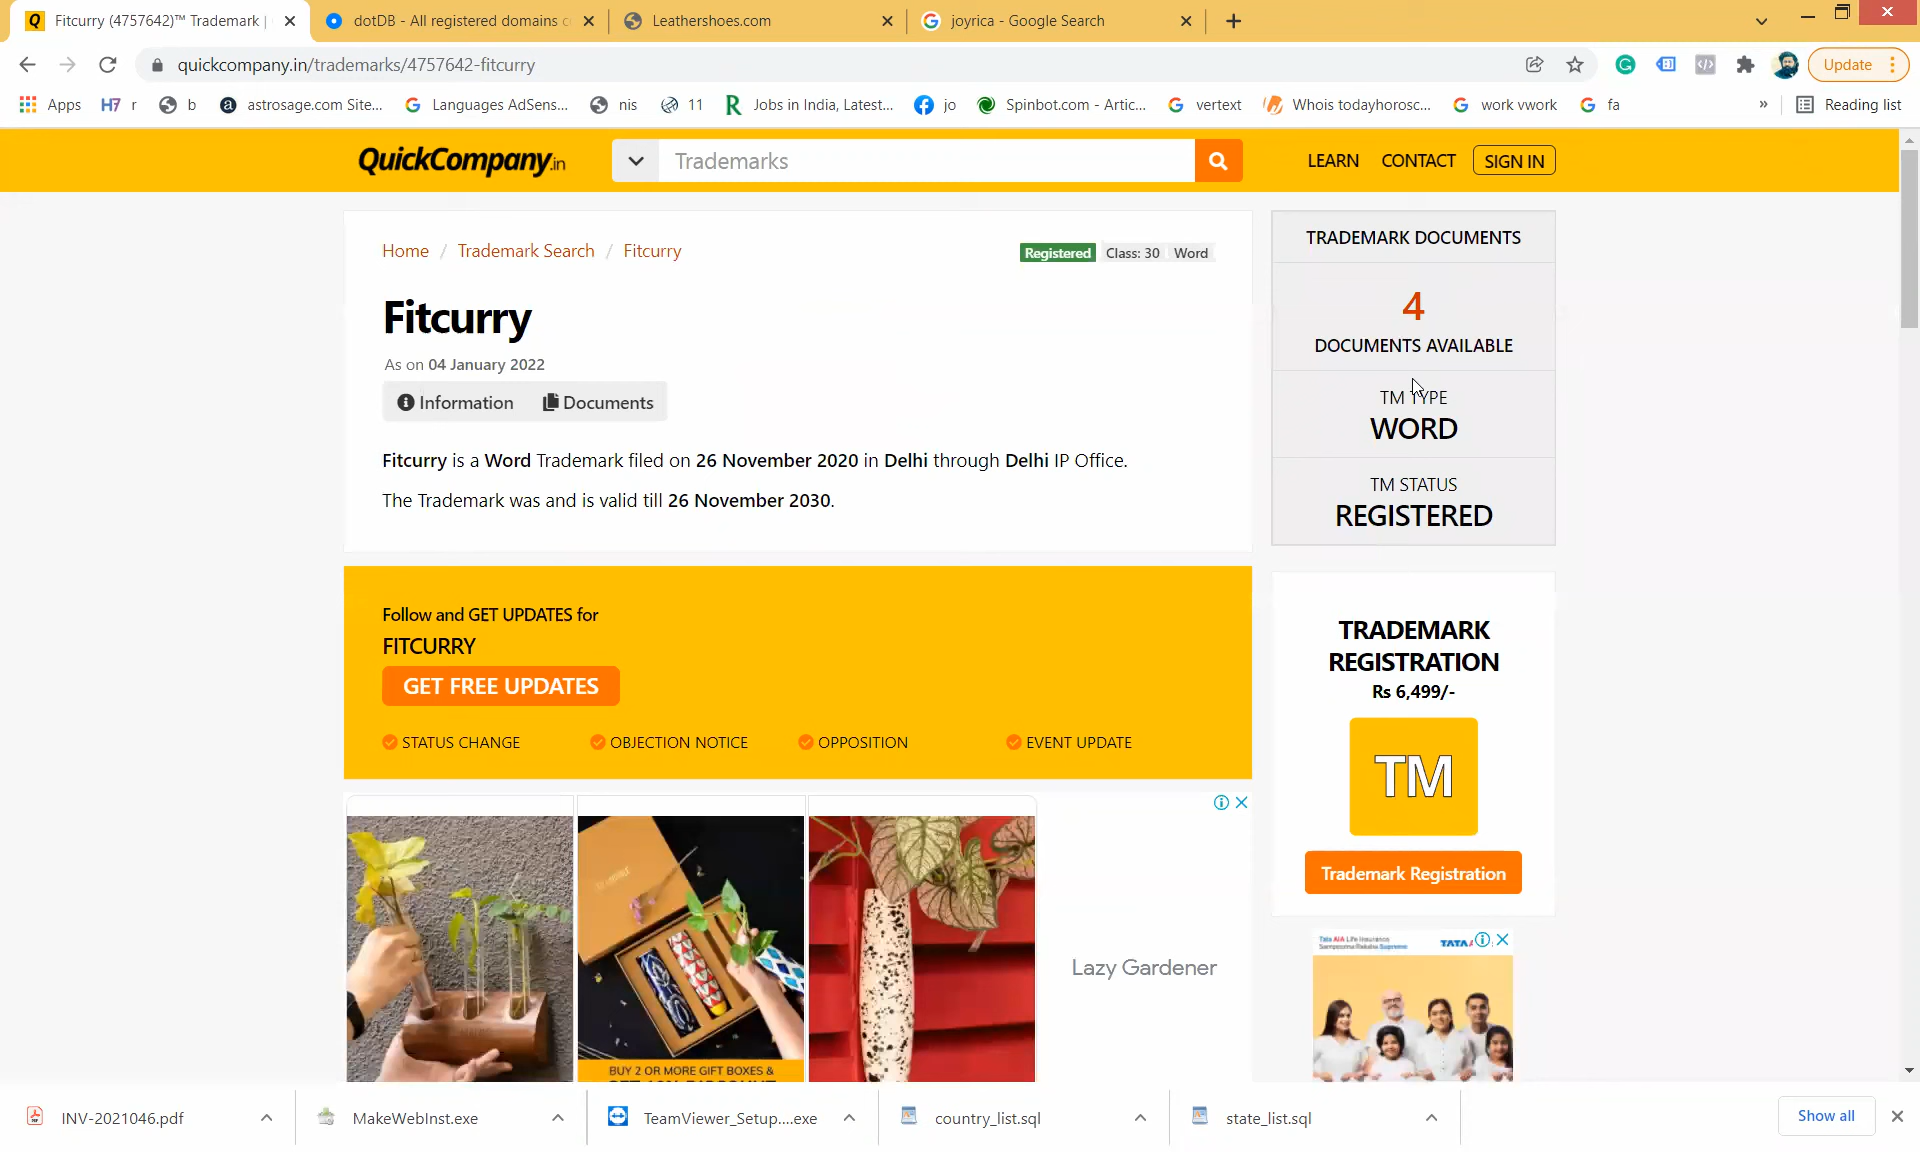 Fitcurry (4757642)™ Trademark |
dotDB - All registered domains c
Leathershoes.com
joyrica - Google Search
quickcompany.in/trademarks/4757642-fitcurry
Update
Apps
H7 r
b
astrosage.com Site...
Languages AdSens...
nis
11
Jobs in India, Latest...
jo
Spinbot.com - Artic...
vertext
Whois todayhorosc...
work vwork
fa
»
Reading list
QuickCompany.in
Trademarks
LEARN
CONTACT
SIGN IN
Home / Trademark Search / Fitcurry
Registered Class: 30 Word
Fitcurry
As on 04 January 2022
Information
Documents
Fitcurry is a Word Trademark filed on 26 November 2020 in Delhi through Delhi IP Office.
The Trademark was and is valid till 26 November 2030.
TRADEMARK DOCUMENTS
4
DOCUMENTS AVAILABLE
TM TYPE
WORD
TM STATUS
REGISTERED
Follow and GET UPDATES for
FITCURRY
GET FREE UPDATES
STATUS CHANGE
OBJECTION NOTICE
OPPOSITION
EVENT UPDATE
TRADEMARK
REGISTRATION
Rs 6,499/-
TM
Trademark Registration
BUY 2 OR MORE GIFT BOXES &
Lazy Gardener
Tata AIA Life Insurance
Sampoorna Raksha Supreme
TATA
INV-2021046.pdf
MakeWebInst.exe
TeamViewer_Setup....exe
country_list.sql
state_list.sql
Show all